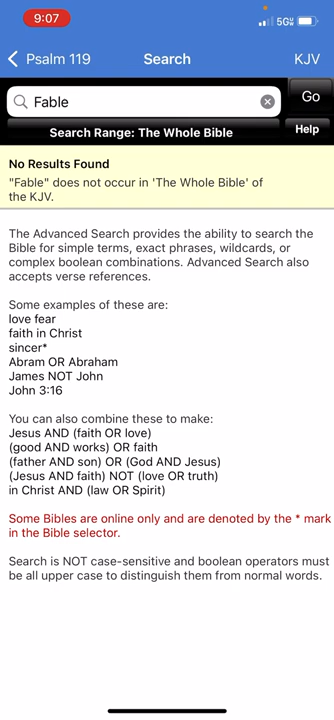 9:07
5G
Psalm 119
Search
KJV
Fable
Go
Search Range: The Whole Bible
Help
No Results Found
"Fable" does not occur in 'The Whole Bible' of
the KJV.
The Advanced Search provides the ability to search the
Bible for simple terms, exact phrases, wildcards, or
complex boolean combinations. Advanced Search also
accepts verse references.
Some examples of these are:
love fear
faith in Christ
sincer*
Abram OR Abraham
James NOT John
John 3:16
You can also combine these to make:
Jesus AND (faith OR love)
(good AND works) OR faith
(father AND son) OR (God AND Jesus)
(Jesus AND faith) NOT (love OR truth)
in Christ AND (law OR Spirit)
Some Bibles are online only and are denoted by the * mark
in the Bible selector.
Search is NOT case-sensitive and boolean operators must
be all upper case to distinguish them from normal words.